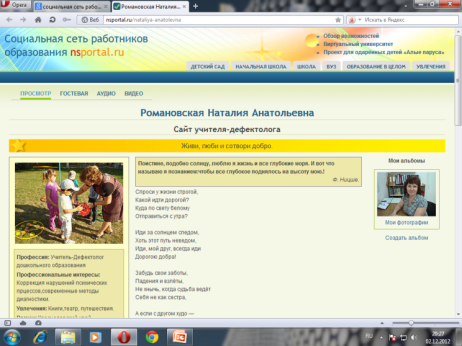 Opera
социальная сеть рабо...
Романовская Наталия...
Веб
nsportal.ru/nataliya-anatolevna
Искать в Яндекс
Социальная сеть работников
образования nsportal.ru
Обзор возможностей
Виртуальный университет
Проект для одарённых детей «Алые паруса»
ДЕТСКИЙ САД
НАЧАЛЬНАЯ ШКОЛА
ШКОЛА
ВУЗ
ОБРАЗОВАНИЕ В ЦЕЛОМ
УВЛЕЧЕНИЯ
ПРОСМОТР
ГОСТЕВАЯ
АУДИО
ВИДЕО
Романовская Наталия Анатольевна
Сайт учителя-дефектолога
Живи, люби и сотвори добро.
Поистине, подобно солнцу, люблю я жизнь и все глубокие моря. И вот что
называю я познанием:чтобы все глубокое поднялось на высоту мою!
Ф. Ницше.
Спроси у жизни строгой,
Какой идти дорогой?
Куда по свету белому
Отправиться с утра?
Иди за солнцем следом,
Хоть этот путь неведом,
Иди, мой друг, всегда иди
Дорогою добра!
Забудь свои заботы,
Падения и взлёты,
Не хнычь, когда судьба ведёт
Себя не как сестра,
А если с другом худо —
Профессия: Учитель-Дефектолог
дошкольного образования
Профессиональные интересы:
Коррекция нарушений психических
процессов,современные методы
диагностики
Увлечения: Книги,театр, путешествия.
Мои альбомы
Мои фотографии
Создать альбом
RU
20:27
02.12.2012